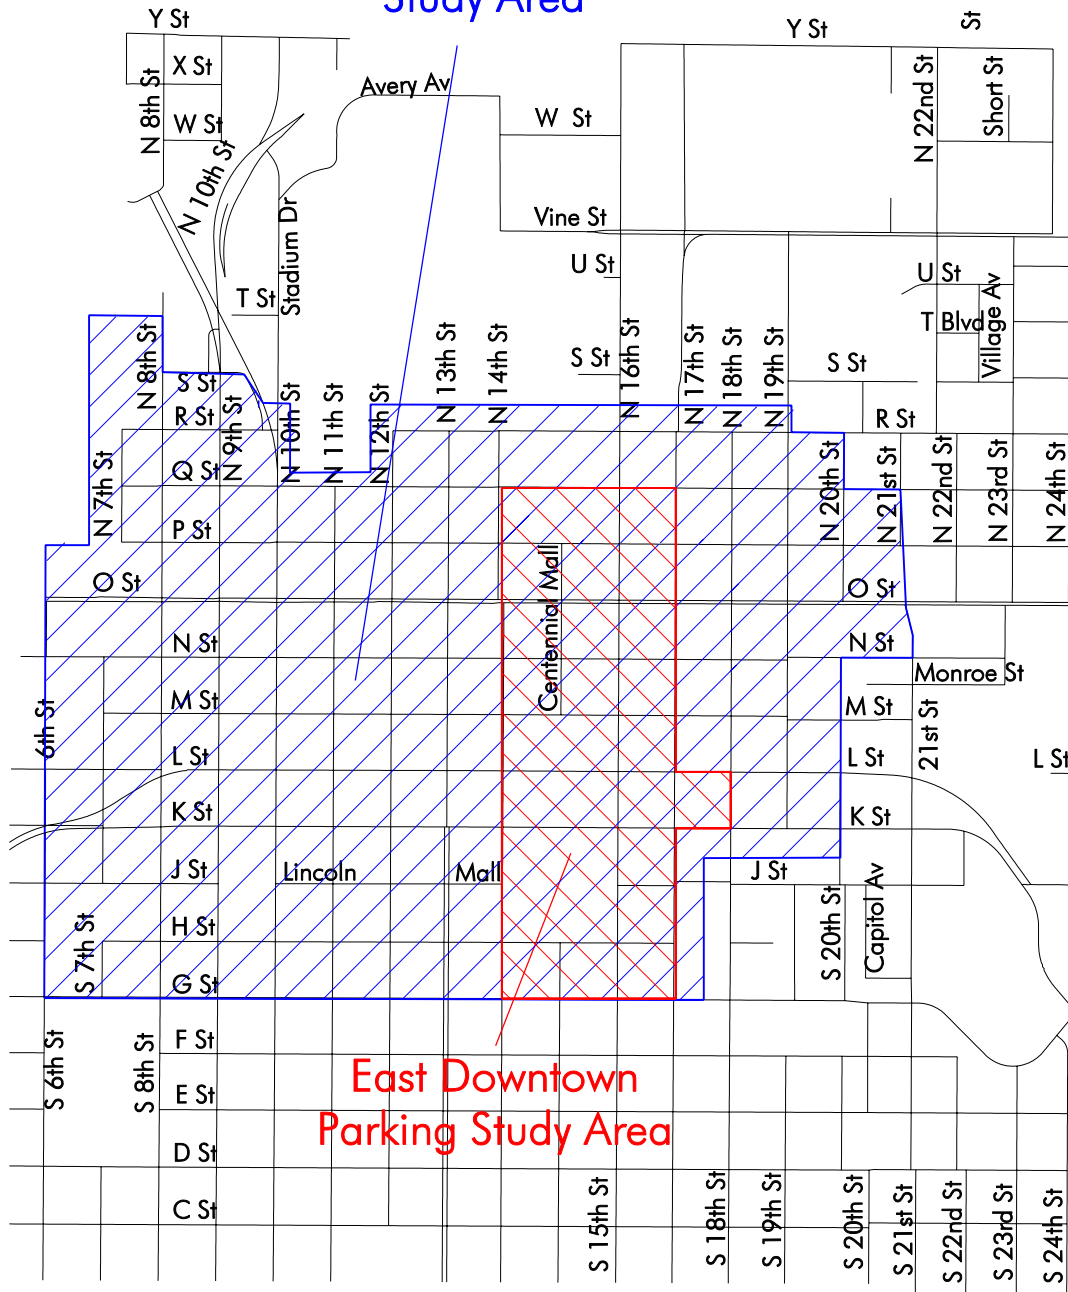 Study Area
Y St
Y St
St
X St
N 8th St
Avery Av
N 22nd St
Short St
W St
W St
N 10th St
Vine St
Stadium Dr
U St
U St
T St
T Blvd
Village Av
N 8th St
N 13th St
N 14th St
S St
N 16th St
N 17th St
N 18th St
N 19th St
S St
S St
R St
R St
N 9th St
N 10th St
N 11th St
N 12th St
Q St
N 7th St
N 20th St
N 21st St
N 22nd St
N 23rd St
N 24th St
P St
O St
Centennial Mall
O St
N St
N St
Monroe St
M St
M St
6th St
21st St
L St
L St
L St
K St
K St
J St
Lincoln
Mall
J St
H St
S 7th St
S 20th St
Capitol Av
G St
F St
S 6th St
S 8th St
East Downtown
Parking Study Area
E St
D St
C St
S 15th St
S 18th St
S 19th St
S 20th St
S 21st St
S 22nd St
S 23rd St
S 24th St